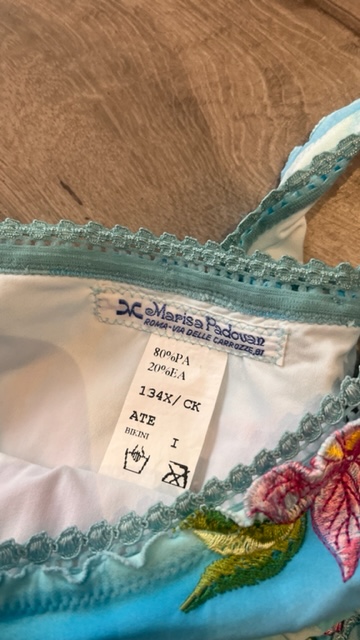 Marisa Padovan
ROMA-VIA DELLE CARROZZE,81
80%PA
20%EA
134X/CK
ATE
BIKINI I